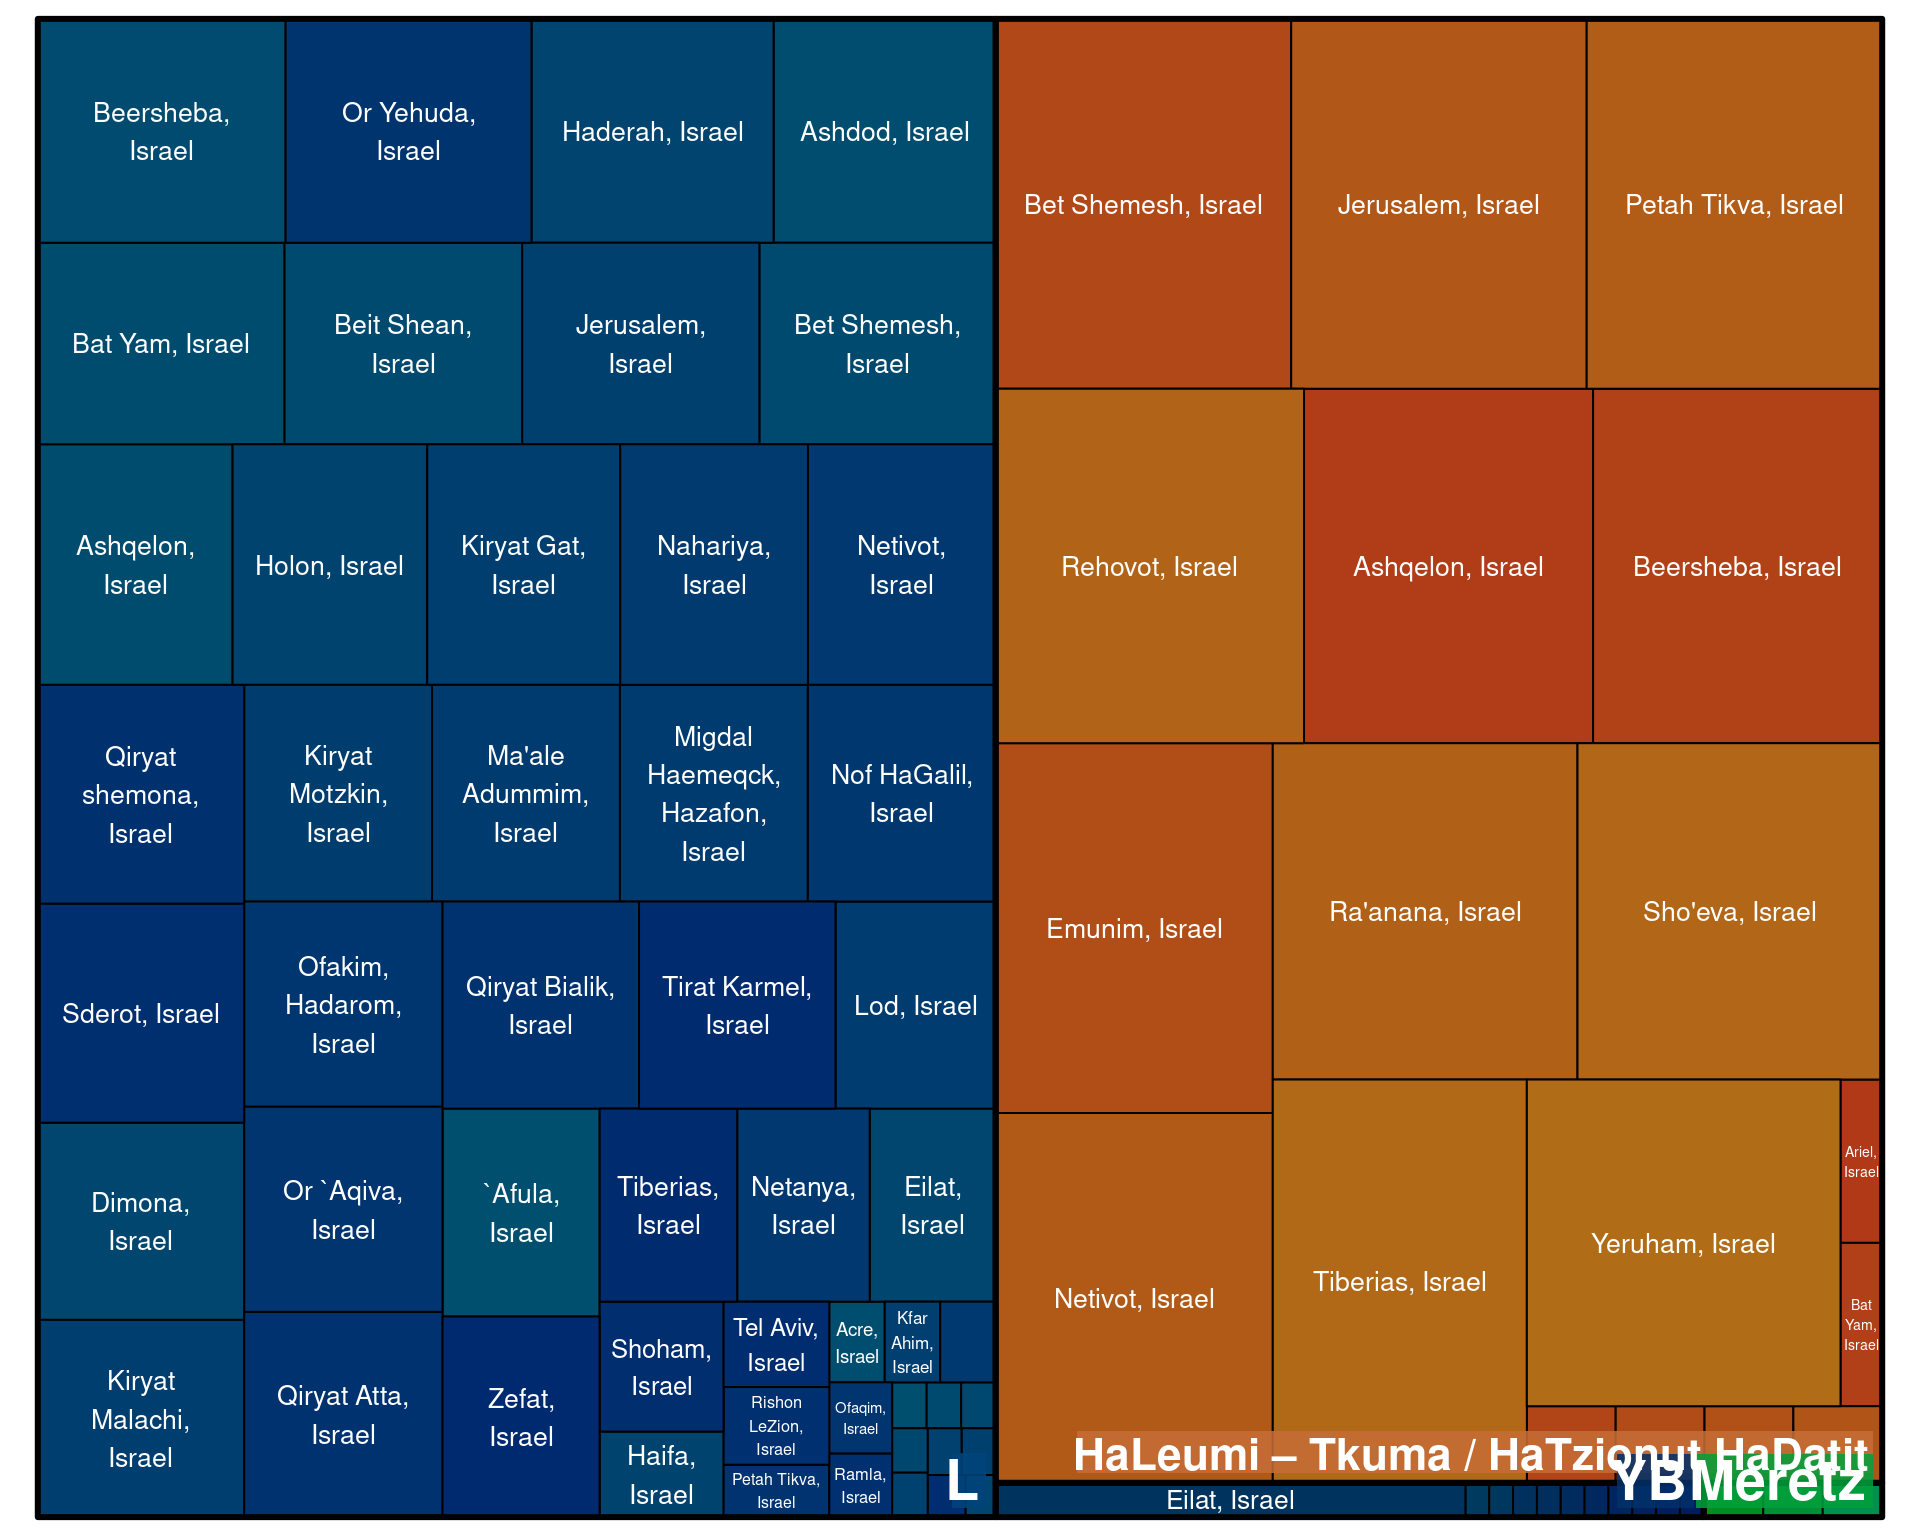 Beersheba,
Israel
Or Yehuda,
Israel
Haderah, Israel
Ashdod, Israel
Bat Yam, Israel
Beit Shean,
Israel
Jerusalem,
Israel
Bet Shemesh,
Israel
Ashqelon,
Israel
Holon, Israel
Kiryat Gat,
Israel
Nahariya,
Israel
Netivot,
Israel
Qiryat
shemona,
Israel
Kiryat
Motzkin,
Israel
Ma'ale
Adummim,
Israel
Migdal
Haemeqck,
Hazafon,
Israel
Nof HaGalil,
Israel
Sderot, Israel
Ofakim,
Hadarom,
Israel
Qiryat Bialik,
Israel
Tirat Karmel,
Israel
Lod, Israel
Dimona,
Israel
Or `Aqiva,
Israel
`Afula,
Israel
Tiberias,
Israel
Netanya,
Israel
Eilat,
Israel
Kiryat
Malachi,
Israel
Qiryat Atta,
Israel
Zefat,
Israel
Shoham,
Israel
Haifa,
Israel
Tel Aviv,
Israel
Rishon
LeZion,
Israel
Petah Tikva,
Israel
Acre,
Israel
Kfar
Ahim,
Israel
Ofaqim,
Israel
Ramla,
Israel
L
Bet Shemesh, Israel
Jerusalem, Israel
Petah Tikva, Israel
Rehovot, Israel
Ashqelon, Israel
Beersheba, Israel
Emunim, Israel
Ra'anana, Israel
Sho'eva, Israel
Netivot, Israel
Tiberias, Israel
Yeruham, Israel
Ariel,
Israel
Bat
Yam,
Israel
HaLeumi – Tkuma / HaTzionut HaDatit
Eilat, Israel
YB
Meretz